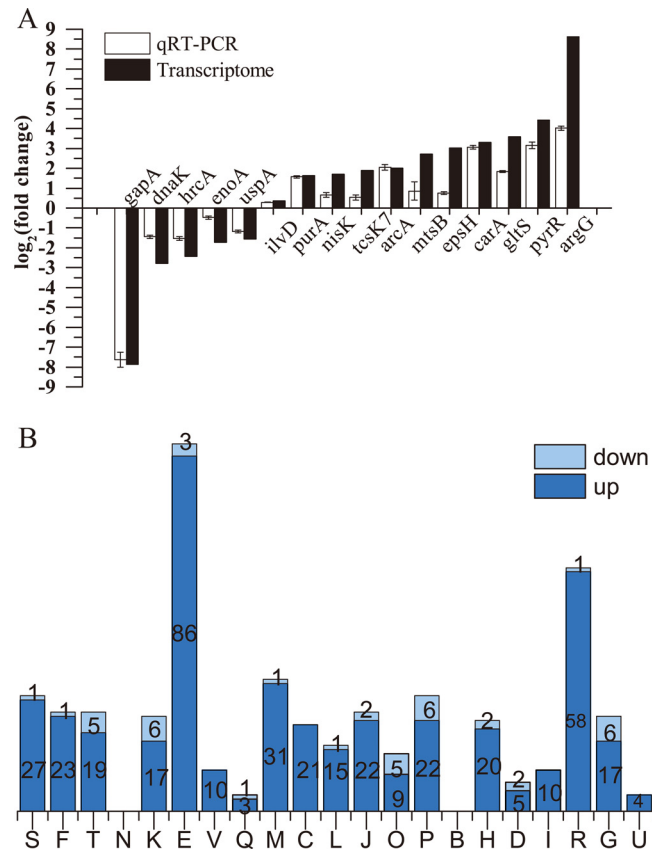 A
qRT-PCR
Transcriptome
log2(fold change)
9
8
7
6
5
4
3
2
1
0
-1
-2
-3
-4
-5
-6
-7
-8
-9
gapA
dnaK
hrcA
enoA
uspA
ilvD
purA
nisK
tcsK7
arcA
mtsB
epsH
carA
gltS
pyrR
argG
B
down
up
1 1 5 6 3 1 1 1 2 5 6 2 2 1 6
27 23 19 17 86 10 3 31 21 15 22 9 22 20 5 10 58 17 4
S F T N K E V Q M C L J O P B H D I R G U